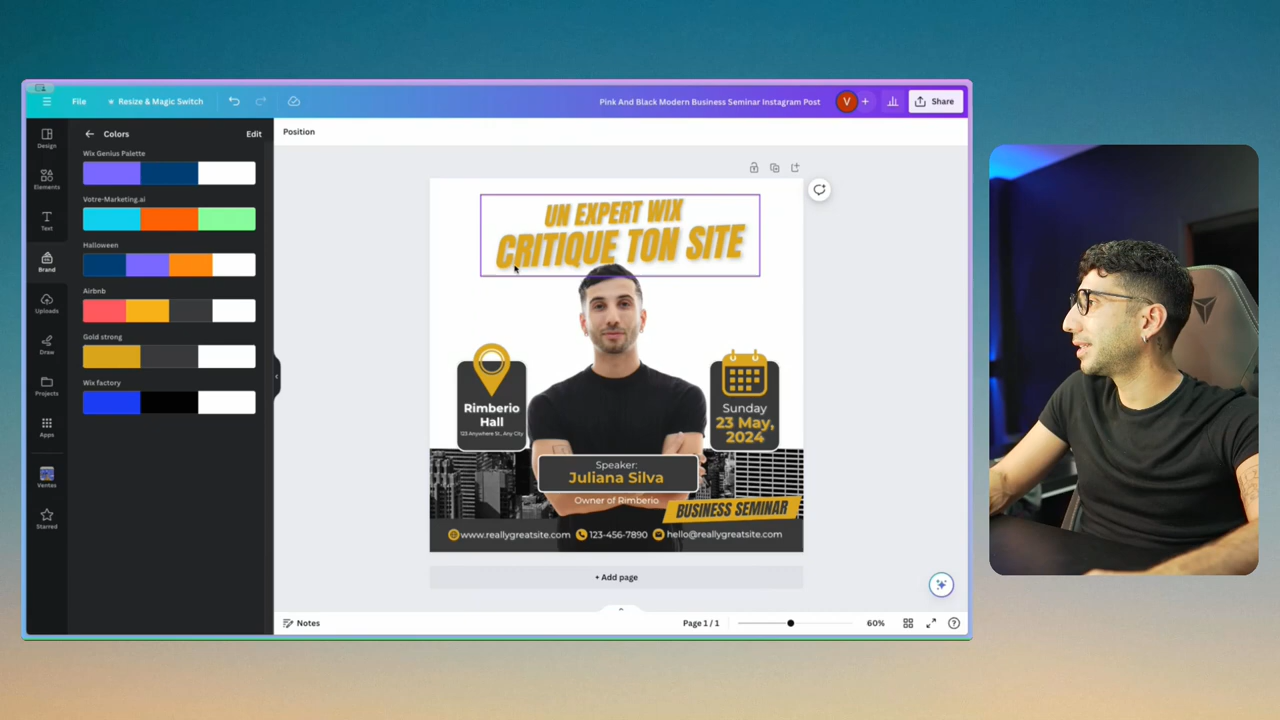 File
Resize & Magic Switch
Pink And Black Modern Business Seminar Instagram Post
V
+
Share
Design
Elements
Text
Brand
Uploads
Draw
Projects
Apps
Ventes
Starred
Colors
Edit
Wix Genius Palette
Votre-Marketing.ai
Halloween
Airbnb
Gold strong
Wix factory
Position
UN EXPERT WIX
CRITIQUE TON SITE
Rimberio
Hall
123 Anywhere St., Any City
Sunday
23 May,
2024
Speaker:
Juliana Silva
Owner of Rimberio
BUSINESS SEMINAR
www.reallygreatsite.com
123-456-7890
hello@reallygreatsite.com
+ Add page
Notes
Page 1 / 1
60%